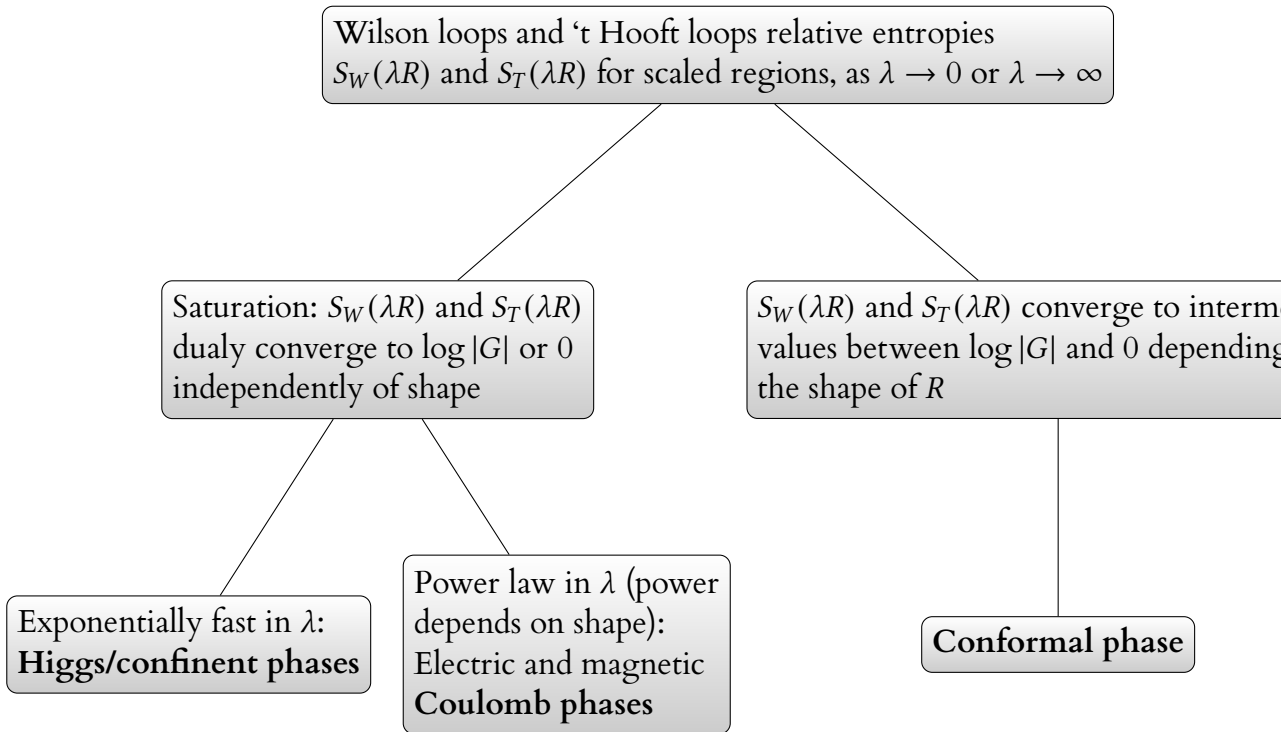 Wilson loops and ‘t Hooft loops relative entropies
S_W(λR) and S_T(λR) for scaled regions, as λ → 0 or λ → ∞
Saturation: S_W(λR) and S_T(λR)
dualy converge to log |G| or 0
independently of shape
S_W(λR) and S_T(λR) converge to interme
values between log |G| and 0 depending
the shape of R
Exponentially fast in λ:
Higgs/confinent phases
Power law in λ (power
depends on shape):
Electric and magnetic
Coulomb phases
Conformal phase